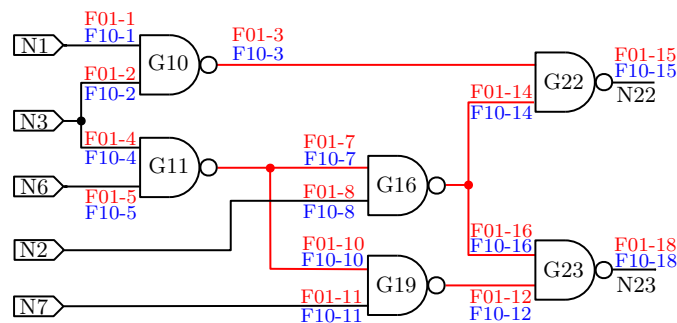 F01-1
N1 F10-1 G10 F01-3
F10-3
F01-2
F10-2
N3
F01-4
F10-4 G11
N6 F01-5
F10-5
F01-7
F10-7
F01-8 G16
F10-8
N2
F01-10
F10-10
G19
N7 F01-11
F10-11
F01-14
F10-14
G22 F01-15
F10-15
N22
F01-16
F10-16
G23 F01-18
F10-18
N23
F01-12
F10-12